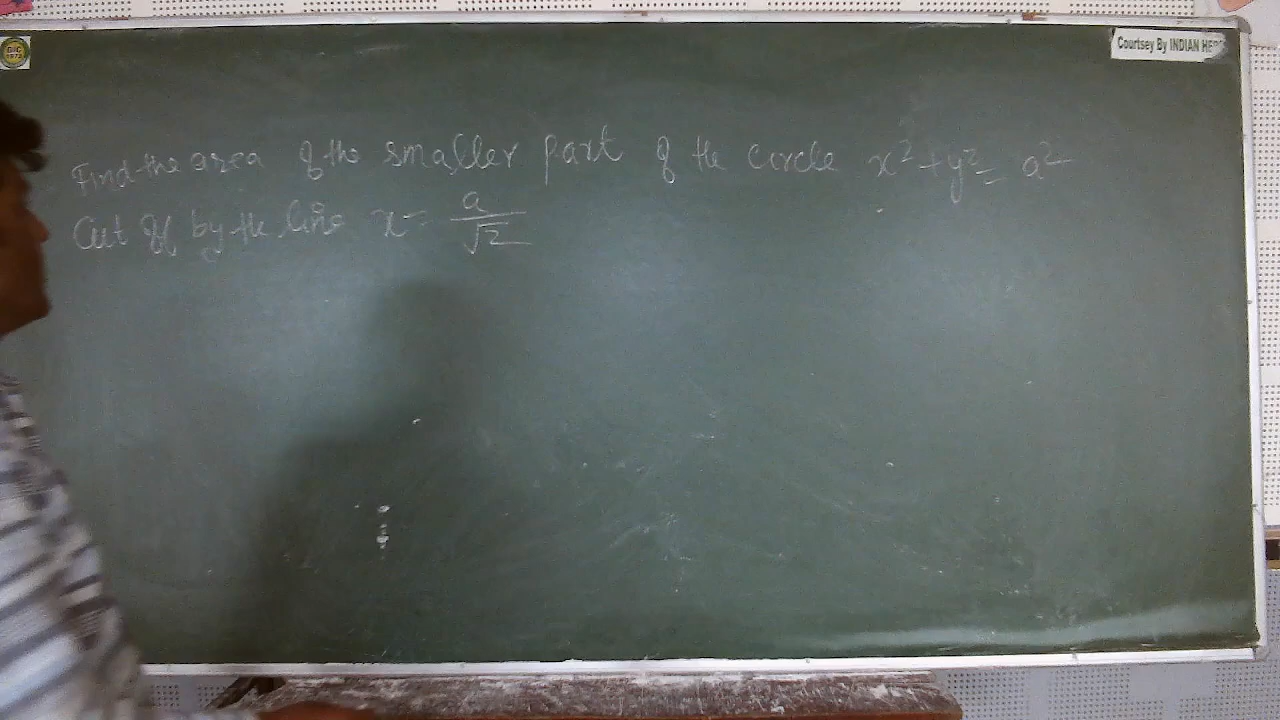 Courtsey By INDIAN
Find the area of the smaller part of the circle x² + y² = a²
Cut off by the line x = a/√2